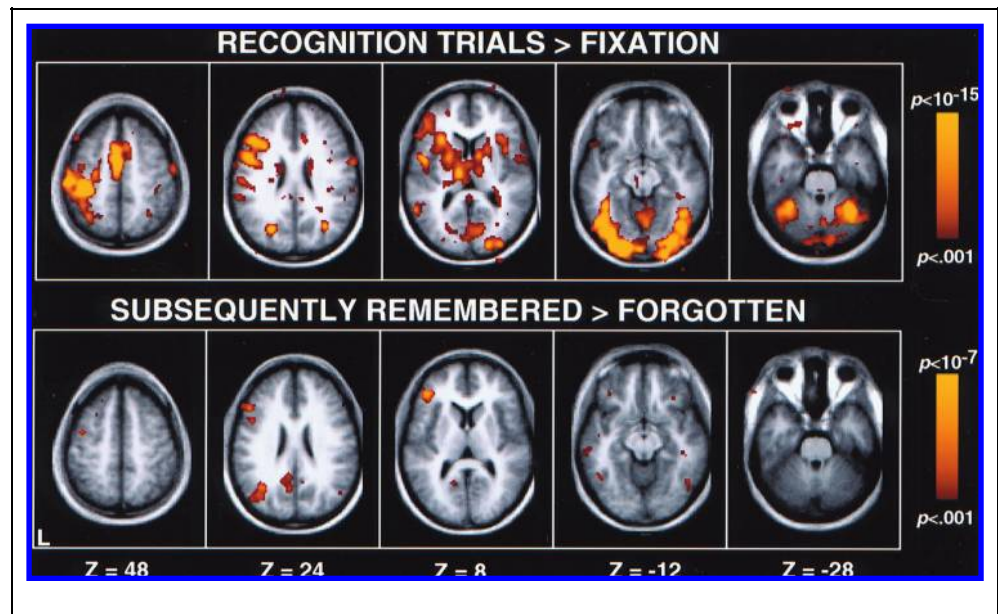 RECOGNITION TRIALS > FIXATION
p<10-15
p<.001
SUBSEQUENTLY REMEMBERED > FORGOTTEN
p<10-7
p<.001
L
Z = 48 Z = 24 Z = 8 Z = -12 Z = -28